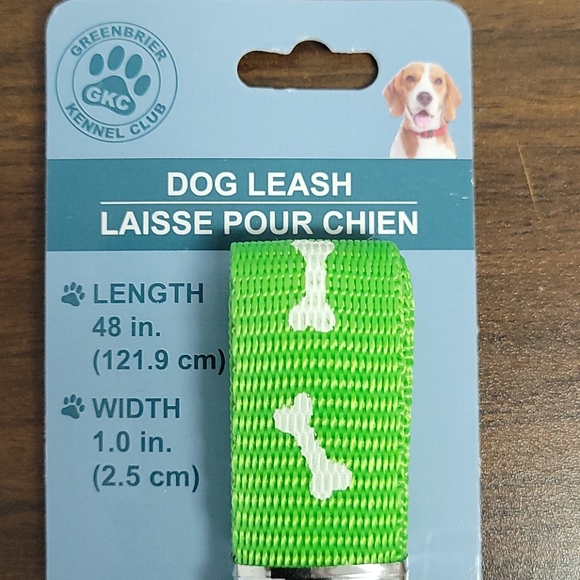 GREENBRIER
GKC
KENNEL CLUB
DOG LEASH
LAISSE POUR CHIEN
LENGTH
48 in.
(121.9 cm)
WIDTH
1.0 in.
(2.5 cm)